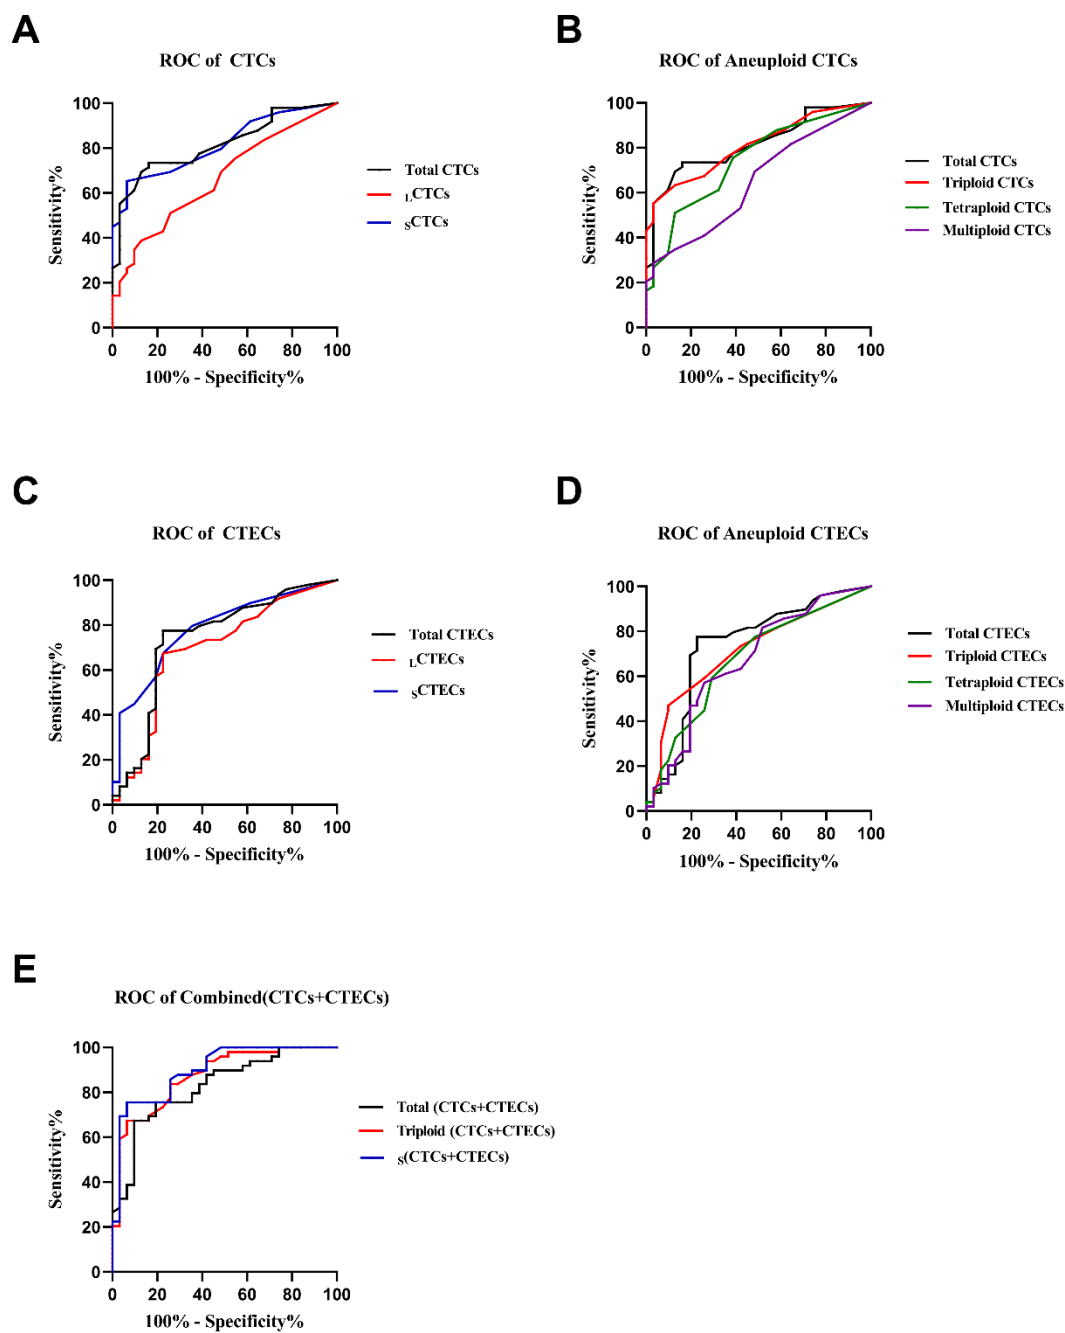 A
ROC of CTCs
100
80
60
40
20
0
Sensitivity%
0 20 40 60 80 100
100% - Specificity%
Total CTCs
LCTCs
SCTCs
B
ROC of Aneuploid CTCs
100
80
60
40
20
0
Sensitivity%
0 20 40 60 80 100
100% - Specificity%
Total CTCs
Triploid CTCs
Tetraploid CTCs
Multiploid CTCs
C
ROC of CTECs
100
80
60
40
20
0
Sensitivity%
0 20 40 60 80 100
100% - Specificity%
Total CTECs
LCTECs
SCTECs
D
ROC of Aneuploid CTECs
100
80
60
40
20
0
Sensitivity%
0 20 40 60 80 100
100% - Specificity%
Total CTECs
Triploid CTECs
Tetraploid CTECs
Multiploid CTECs
E
ROC of Combined(CTCs+CTECs)
100
80
60
40
20
0
Sensitivity%
0 20 40 60 80 100
100% - Specificity%
Total (CTCs+CTECs)
Triploid (CTCs+CTECs)
S(CTCs+CTECs)